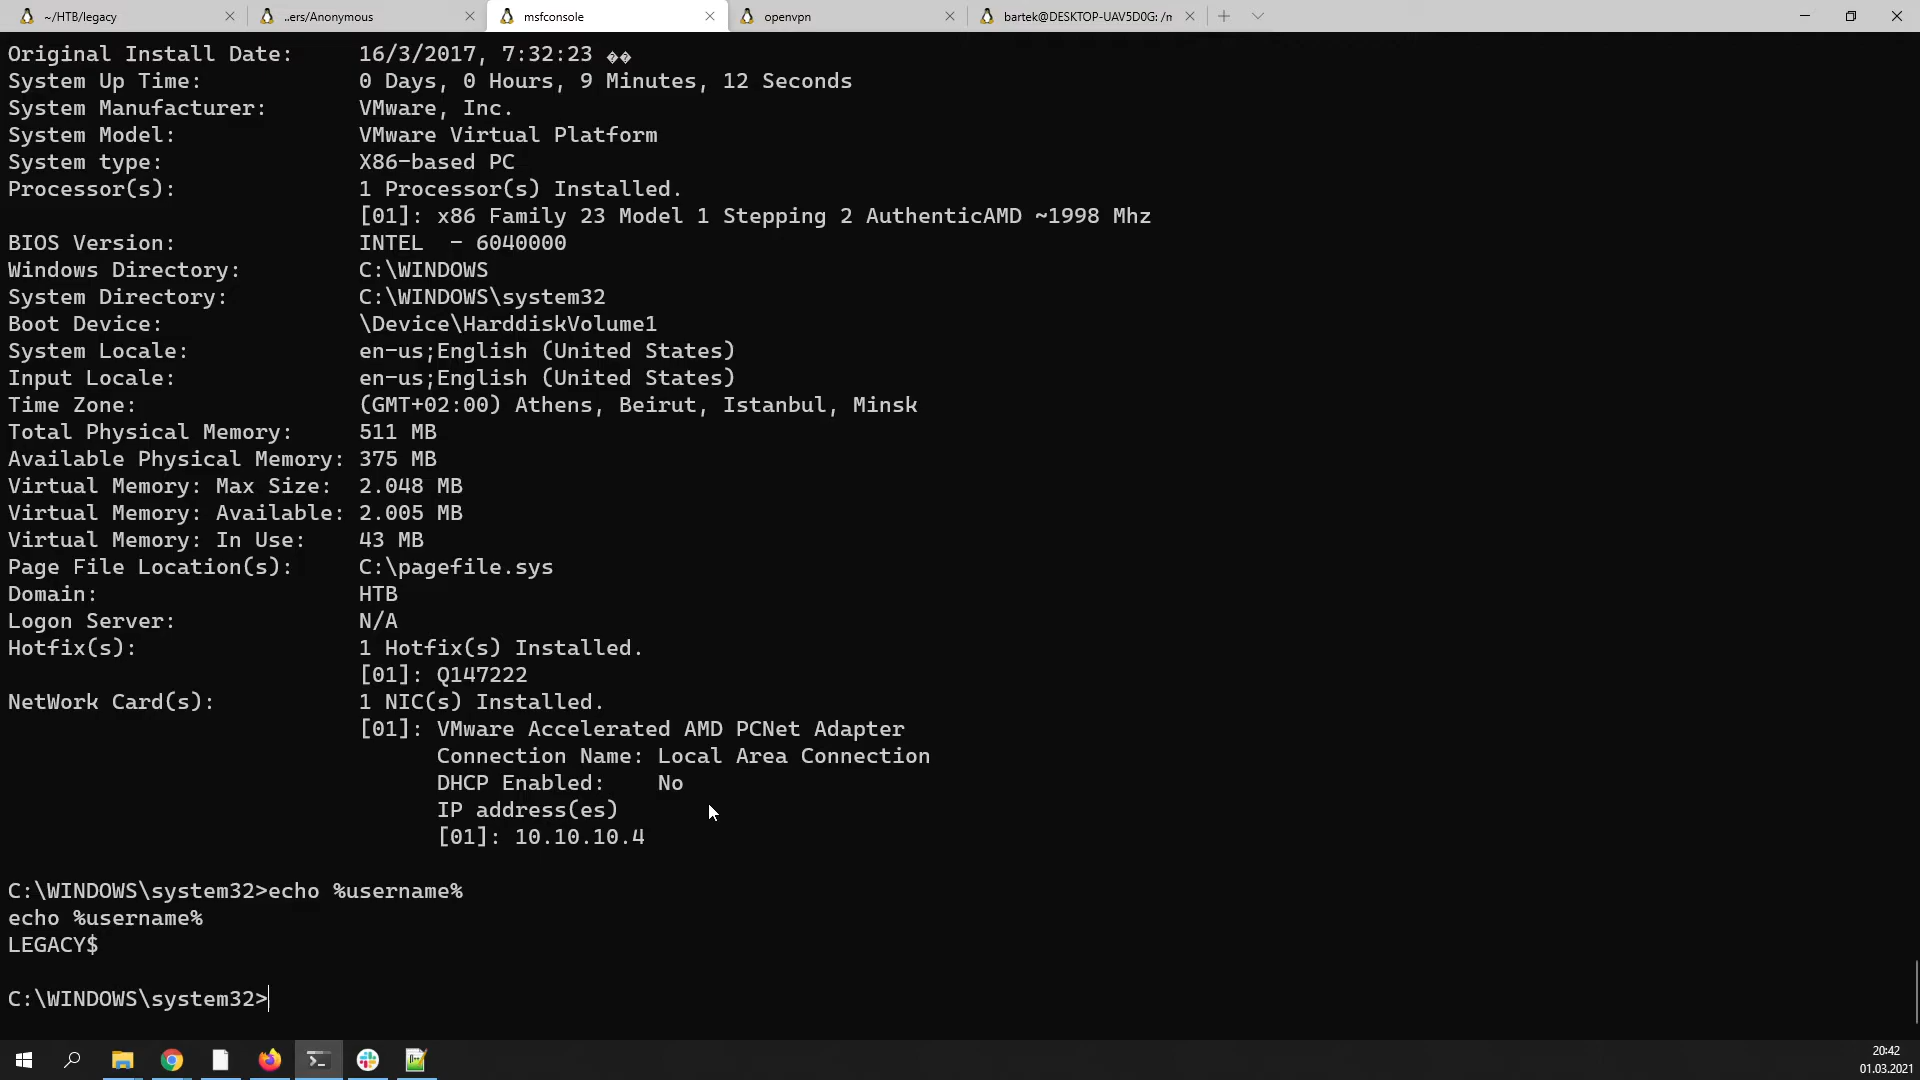 ~/HTB/legacy
..ers/Anonymous
msfconsole
openvpn
bartek@DESKTOP-UAV5D0G: /n
Original Install Date:     16/3/2017, 7:32:23 ��
System Up Time:            0 Days, 0 Hours, 9 Minutes, 12 Seconds
System Manufacturer:       VMware, Inc.
System Model:              VMware Virtual Platform
System type:               X86-based PC
Processor(s):              1 Processor(s) Installed.
                           [01]: x86 Family 23 Model 1 Stepping 2 AuthenticAMD ~1998 Mhz
BIOS Version:              INTEL  - 6040000
Windows Directory:         C:\WINDOWS
System Directory:          C:\WINDOWS\system32
Boot Device:               \Device\HarddiskVolume1
System Locale:             en-us;English (United States)
Input Locale:              en-us;English (United States)
Time Zone:                 (GMT+02:00) Athens, Beirut, Istanbul, Minsk
Total Physical Memory:     511 MB
Available Physical Memory: 375 MB
Virtual Memory: Max Size:  2.048 MB
Virtual Memory: Available: 2.005 MB
Virtual Memory: In Use:    43 MB
Page File Location(s):     C:\pagefile.sys
Domain:                    HTB
Logon Server:              N/A
Hotfix(s):                 1 Hotfix(s) Installed.
                           [01]: Q147222
NetWork Card(s):           1 NIC(s) Installed.
                           [01]: VMware Accelerated AMD PCNet Adapter
                                 Connection Name: Local Area Connection
                                 DHCP Enabled:    No
                                 IP address(es)
                                 [01]: 10.10.10.4
C:\WINDOWS\system32>echo %username%
echo %username%
LEGACY$
C:\WINDOWS\system32>
20:42
01.03.2021